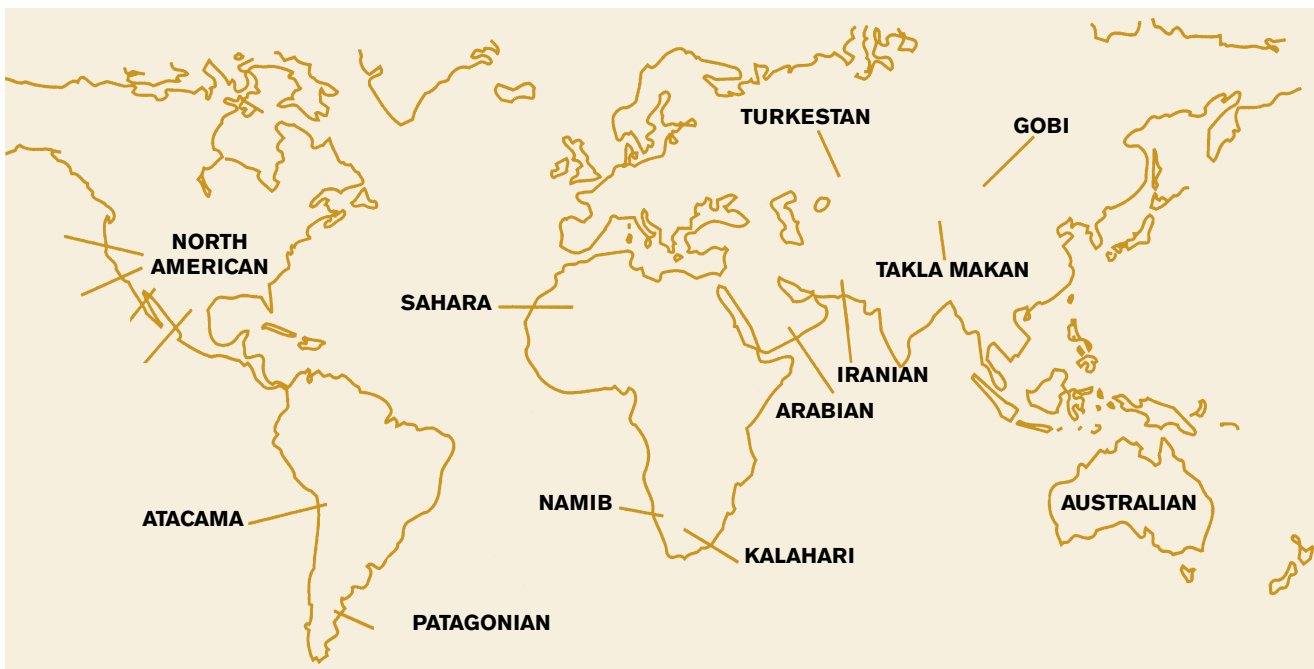 TURKESTAN
GOBI
NORTH
AMERICAN
TAKLA MAKAN
SAHARA
IRANIAN
ARABIAN
ATACAMA
NAMIB
AUSTRALIAN
KALAHARI
PATAGONIAN